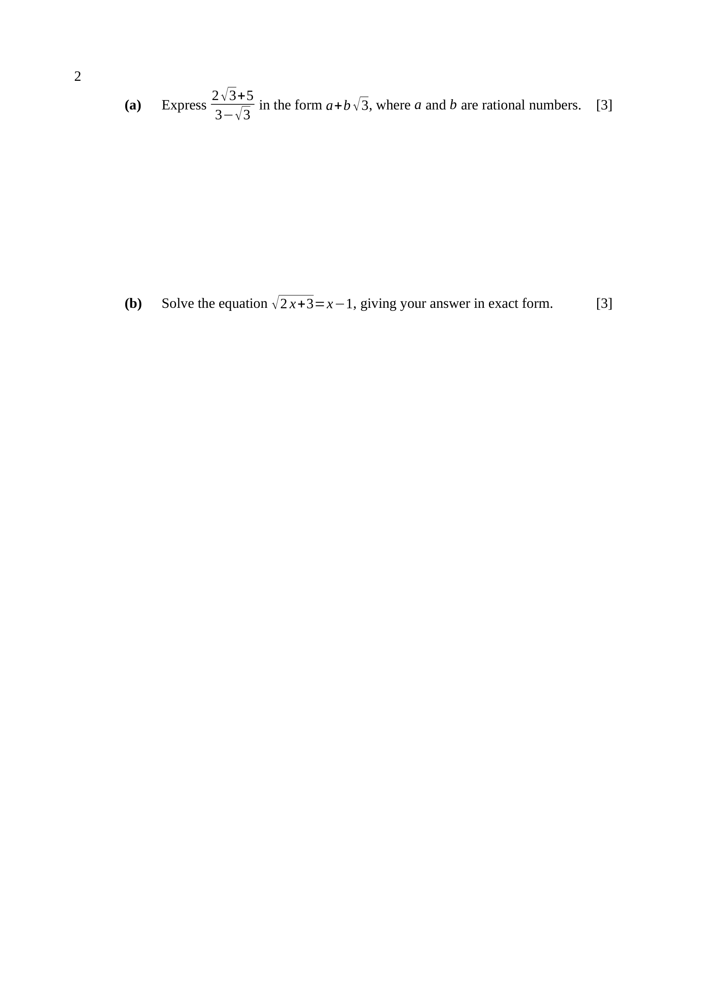 2
(a) Express \frac{2\sqrt{3}+5}{3-\sqrt{3}} in the form a+b\sqrt{3}, where a and b are rational numbers. [3]
(b) Solve the equation \sqrt{2x+3}=x-1, giving your answer in exact form. [3]